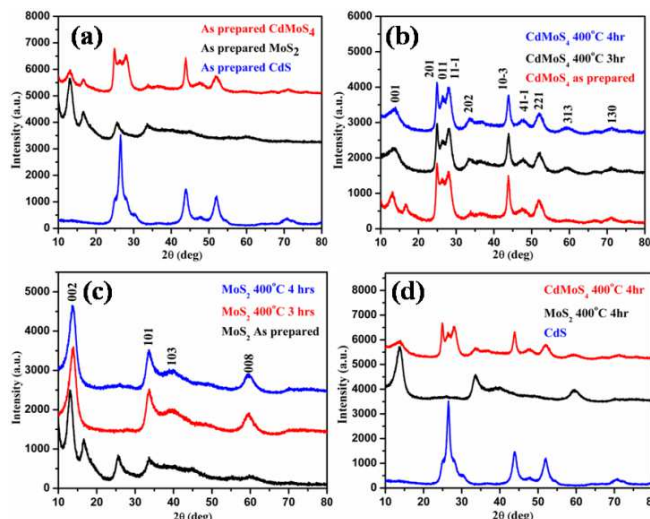 (a)
As prepared CdMoS4
As prepared MoS2
As prepared CdS
Intensity (a.u.)
8000
7000
6000
5000
4000
3000
2000
1000
0
10 20 30 40 50 60 70 80
2θ (deg)
(b)
CdMoS4 400°C 4hr
CdMoS4 400°C 3hr
CdMoS4 as prepared
001
201
011
11-1
202
10-3
41-1
221
313
130
Intensity (a.u.)
6000
5000
4000
3000
2000
1000
0
10 20 30 40 50 60 70 80
2θ (deg)
(c)
MoS2 400°C 4 hrs
MoS2 400°C 3 hrs
MoS2 As prepared
002
101
103
008
Intensity (a.u.)
5000
4000
3000
2000
1000
0
10 20 30 40 50 60 70 80
2θ (deg)
(d)
CdMoS4 400°C 4hr
MoS2 400°C 4hr
CdS
Intensity (a.u.)
8000
7000
6000
5000
4000
3000
2000
1000
0
10 20 30 40 50 60 70 80
2θ (deg)